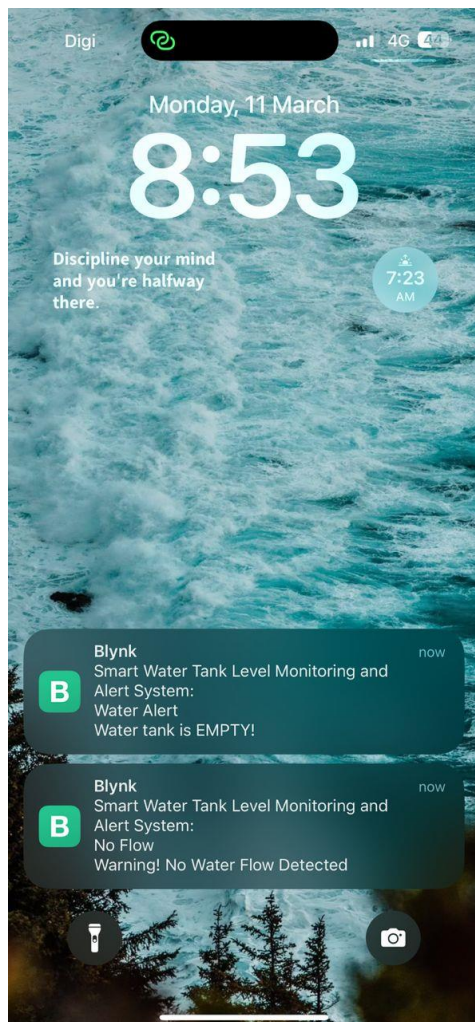 Digi
4G
44
Monday, 11 March
8:53
Discipline your mind
and you're halfway
there.
7:23
AM
Blynk
now
Smart Water Tank Level Monitoring and
Alert System:
Water Alert
Water tank is EMPTY!
B
Blynk
now
Smart Water Tank Level Monitoring and
Alert System:
No Flow
Warning! No Water Flow Detected
B